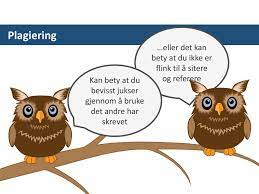 Plagiering
Kan bety at du
bevisst jukser
gjennom å bruke
det andre har
skrevet
...eller det kan
bety at du ikke er
flink til å sitere
og referere